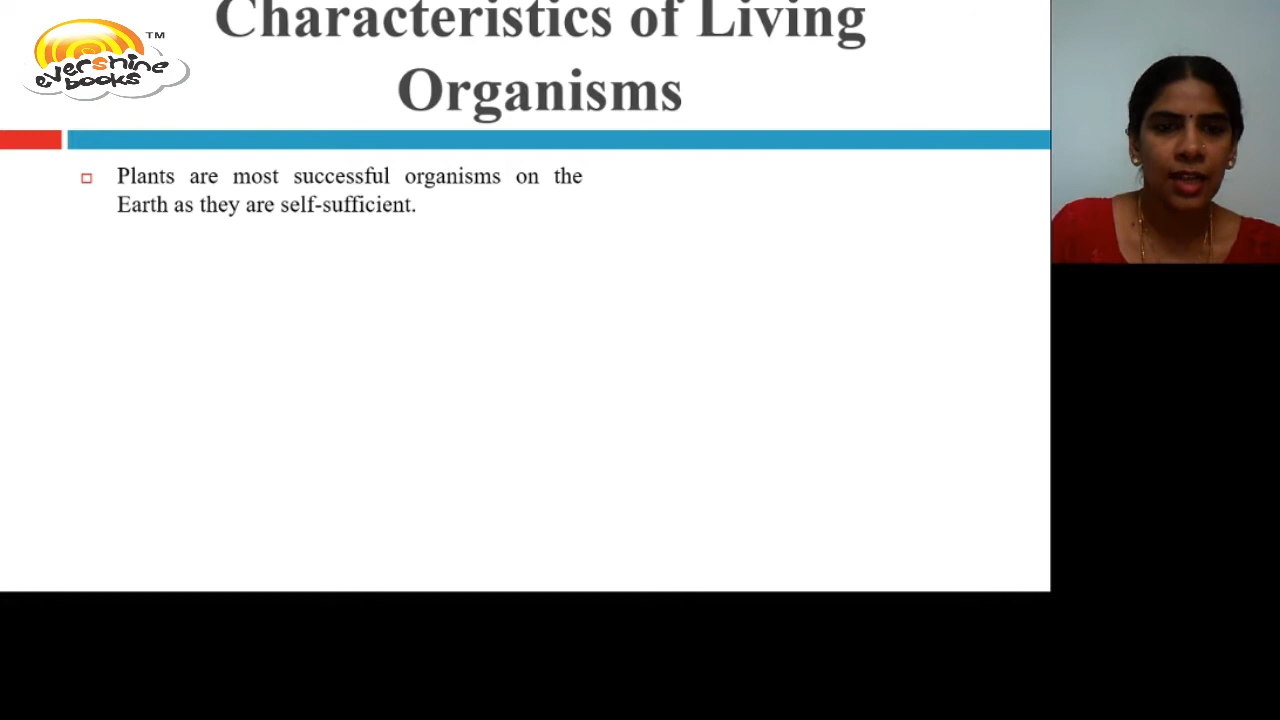 Characteristics of Living
Organisms
evershine
books
TM
Plants are most successful organisms on the
Earth as they are self-sufficient.